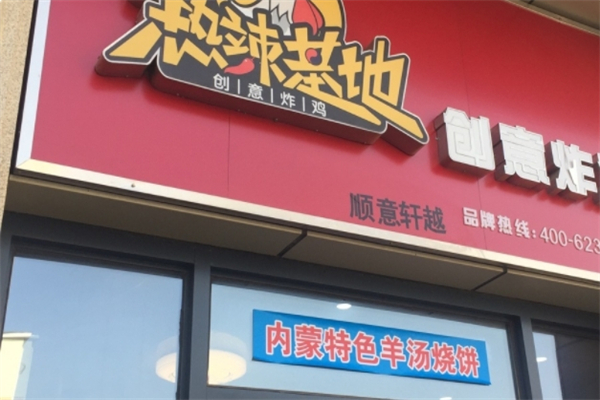 热辣基地
创意炸鸡
创意炸
顺意轩越
品牌热线:400-623
内蒙特色羊汤烧饼